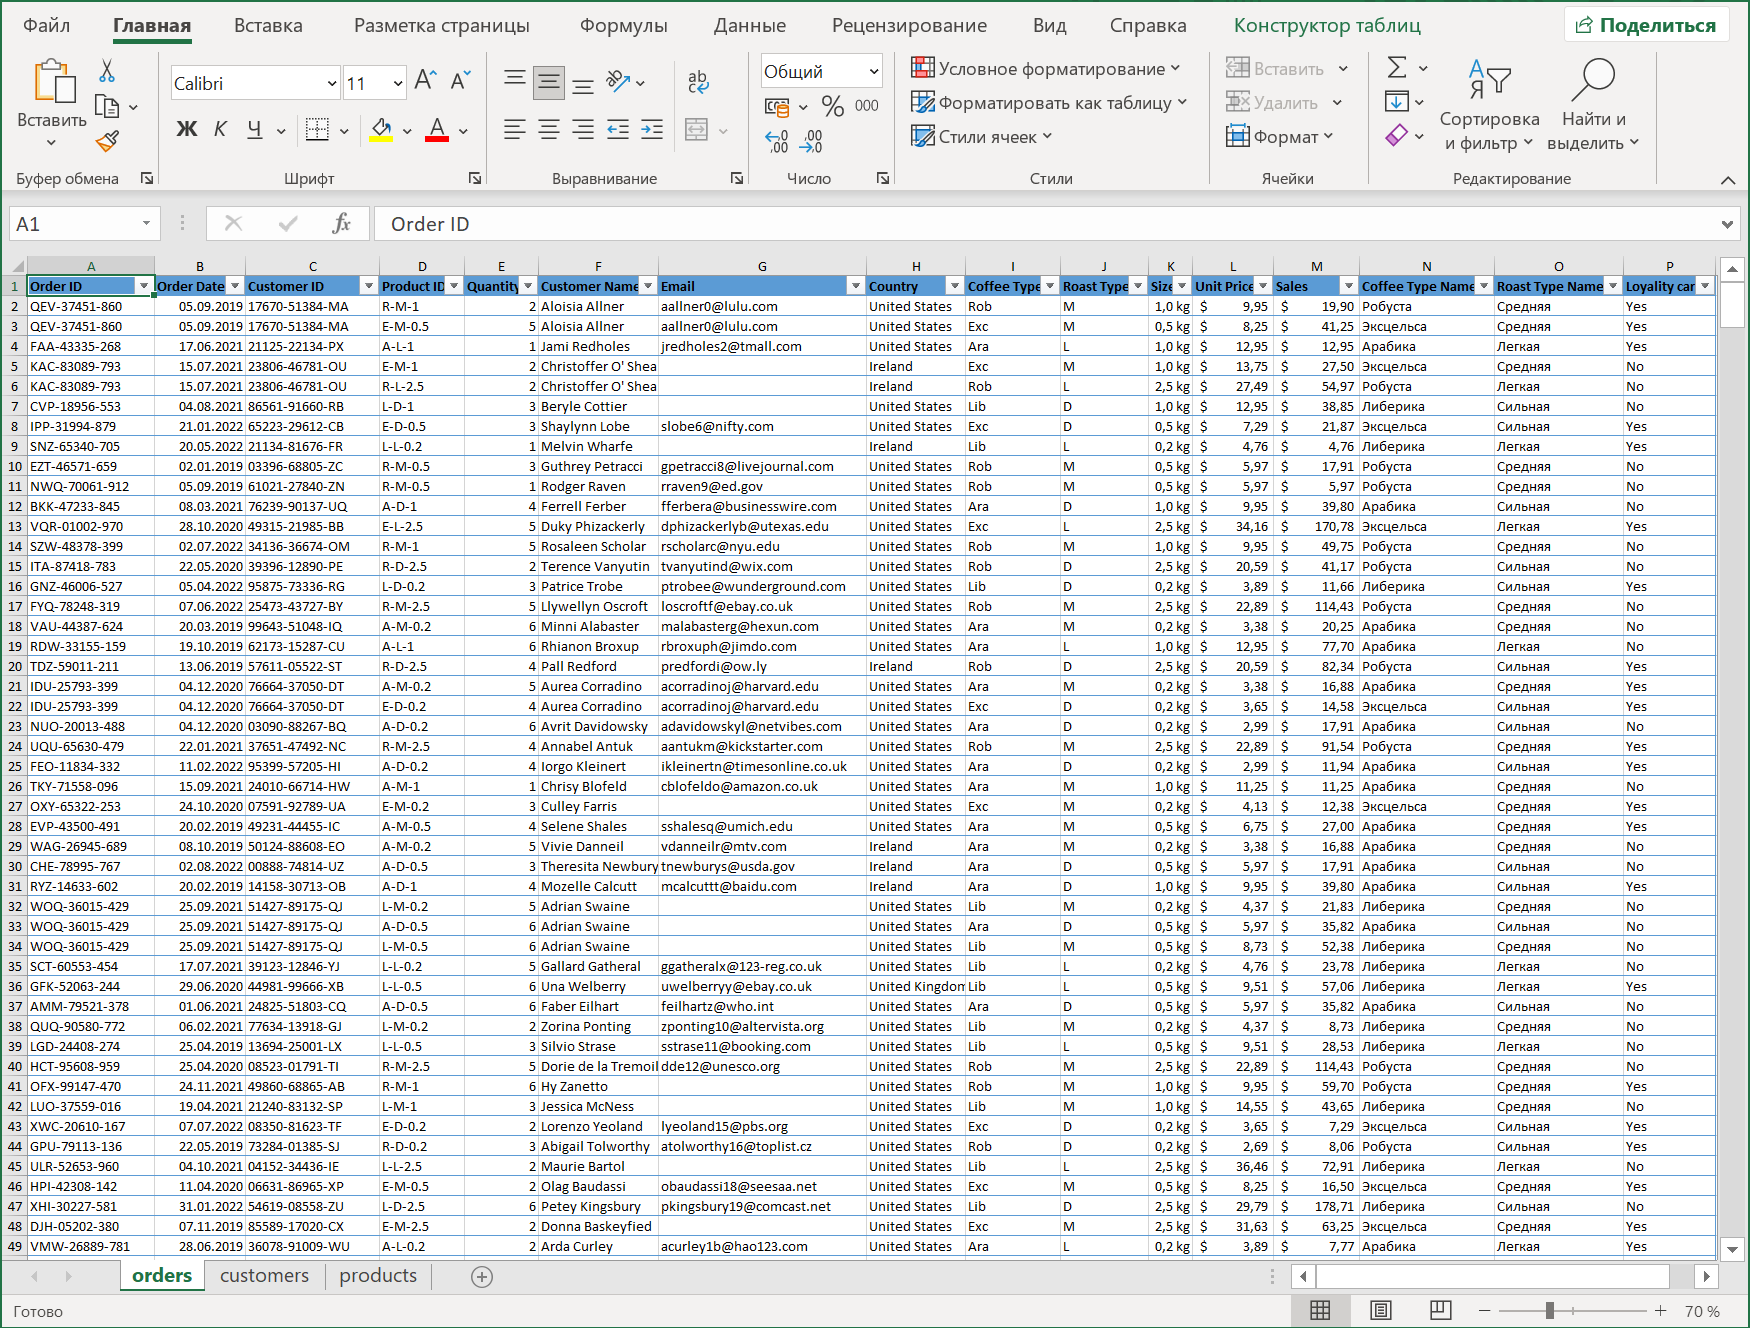 Файл Главная Вставка Разметка страницы Формулы Данные Рецензирование Вид Справка Конструктор таблиц Поделиться
Вставить
Буфер обмена
Calibri 11
Ж К Ч
Шрифт
Выравнивание
Общий
% 000
Число
Условное форматирование
Форматировать как таблицу
Стили ячеек
Стили
Вставить
Удалить
Формат
Ячейки
Сортировка и фильтр
Найти и выделить
Редактирование
A1 fx Order ID
A B C D E F G H I J K L M N O P
1 Order ID Order Date Customer ID Product ID Quantity Customer Name Email Country Coffee Type Roast Type Size Unit Price Sales Coffee Type Name Roast Type Name Loyality car
2 QEV-37451-860 05.09.2019 17670-51384-MA R-M-1 2 Aloisia Allner aallner0@lulu.com United States Rob M 1,0 kg $ 9,95 $ 19,90 Робуста Средняя Yes
3 QEV-37451-860 05.09.2019 17670-51384-MA E-M-0.5 5 Aloisia Allner aallner0@lulu.com United States Exc M 0,5 kg $ 8,25 $ 41,25 Эксцельса Средняя Yes
4 FAA-43335-268 17.06.2021 21125-22134-PX A-L-1 1 Jami Redholes jredholes2@tmall.com United States Ara L 1,0 kg $ 12,95 $ 12,95 Арабика Легкая Yes
5 KAC-83089-793 15.07.2021 23806-46781-OU E-M-1 2 Christoffer O' Shea Ireland Exc M 1,0 kg $ 13,75 $ 27,50 Эксцельса Средняя No
6 KAC-83089-793 15.07.2021 23806-46781-OU R-L-2.5 2 Christoffer O' Shea Ireland Rob L 2,5 kg $ 27,49 $ 54,97 Робуста Легкая No
7 CVP-18956-553 04.08.2021 86561-91660-RB L-D-1 3 Beryle Cottier United States Lib D 1,0 kg $ 12,95 $ 38,85 Либерика Сильная No
8 IPP-31994-879 21.01.2022 65223-29612-CB E-D-0.5 3 Shaylynn Lobe slobe6@nifty.com United States Exc D 0,5 kg $ 7,29 $ 21,87 Эксцельса Сильная Yes
9 SNZ-65340-705 20.05.2022 21134-81676-FR L-L-0.2 1 Melvin Wharfe Ireland Lib L 0,2 kg $ 4,76 $ 4,76 Либерика Легкая Yes
10 EZT-46571-659 02.01.2019 03396-68805-ZC R-M-0.5 3 Guthrey Petracci gpetracci8@livejournal.com United States Rob M 0,5 kg $ 5,97 $ 17,91 Робуста Средняя No
11 NWQ-70061-912 05.09.2019 61021-27840-ZN R-M-0.5 1 Rodger Raven rraven9@ed.gov United States Rob M 0,5 kg $ 5,97 $ 5,97 Робуста Средняя No
12 BKK-47233-845 08.03.2021 76239-90137-UQ A-D-1 4 Ferrell Ferber fferbera@businesswire.com United States Ara D 1,0 kg $ 9,95 $ 39,80 Арабика Сильная No
13 VQR-01002-970 28.10.2020 49315-21985-BB E-L-2.5 5 Duky Phizackerly dphizackerlyb@utexas.edu United States Exc L 2,5 kg $ 34,16 $ 170,78 Эксцельса Легкая Yes
14 SZW-48378-399 02.07.2022 34136-36674-OM R-M-1 5 Rosaleen Scholar rscholarc@nyu.edu United States Rob M 1,0 kg $ 9,95 $ 49,75 Робуста Средняя No
15 ITA-87418-783 22.05.2020 39396-12890-PE R-D-2.5 2 Terence Vanyutin tvanyutind@wix.com United States Rob D 2,5 kg $ 20,59 $ 41,17 Робуста Сильная No
16 GNZ-46006-527 05.04.2022 95875-73336-RG L-D-0.2 3 Patrice Trobe ptrobee@wunderground.com United States Lib D 0,2 kg $ 3,89 $ 11,66 Либерика Сильная Yes
17 FYQ-78248-319 07.06.2022 25473-43727-BY R-M-2.5 5 Llywellyn Oscroft loscroftf@ebay.co.uk United States Rob M 2,5 kg $ 22,89 $ 114,43 Робуста Средняя No
18 VAU-44387-624 20.03.2019 99643-51048-IQ A-M-0.2 6 Minni Alabaster malabasterg@hexun.com United States Ara M 0,2 kg $ 3,38 $ 20,25 Арабика Средняя No
19 RDW-33155-159 19.10.2019 62173-15287-CU A-L-1 6 Rhianon Broxup rbroxuph@jimdo.com United States Ara L 1,0 kg $ 12,95 $ 77,70 Арабика Легкая No
20 TDZ-59011-211 13.06.2019 57611-05522-ST R-D-2.5 4 Pall Redford predfordi@ow.ly Ireland Rob D 2,5 kg $ 20,59 $ 82,34 Робуста Сильная Yes
21 IDU-25793-399 04.12.2020 76664-37050-DT A-M-0.2 5 Aurea Corradino acorradinoj@harvard.edu United States Ara M 0,2 kg $ 3,38 $ 16,88 Арабика Средняя Yes
22 IDU-25793-399 04.12.2020 76664-37050-DT E-D-0.2 4 Aurea Corradino acorradinoj@harvard.edu United States Exc D 0,2 kg $ 3,65 $ 14,58 Эксцельса Сильная Yes
23 NUO-20013-488 04.12.2020 03090-88267-BQ A-D-0.2 6 Avrit Davidowsky adavidowskyl@netvibes.com United States Ara D 0,2 kg $ 2,99 $ 17,91 Арабика Сильная No
24 UQU-65630-479 22.01.2021 37651-47492-NC R-M-2.5 4 Annabel Antuk aantukm@kickstarter.com United States Rob M 2,5 kg $ 22,89 $ 91,54 Робуста Средняя Yes
25 FEO-11834-332 11.02.2022 95399-57205-HI A-D-0.2 4 Iorgo Kleinert ikleinertn@timesonline.co.uk United States Ara D 0,2 kg $ 2,99 $ 11,94 Арабика Сильная Yes
26 TKY-71558-096 15.09.2021 24010-66714-HW A-M-1 1 Chrisy Blofeld cblofeldo@amazon.co.uk United States Ara M 1,0 kg $ 11,25 $ 11,25 Арабика Средняя No
27 OXY-65322-253 24.10.2020 07591-92789-UA E-M-0.2 3 Culley Farris United States Exc M 0,2 kg $ 4,13 $ 12,38 Эксцельса Средняя Yes
28 EVP-43500-491 20.02.2019 49231-44455-IC A-M-0.5 4 Selene Shales sshalesq@umich.edu United States Ara M 0,5 kg $ 6,75 $ 27,00 Арабика Средняя Yes
29 WAG-26945-689 08.10.2019 50124-88608-EO A-M-0.2 5 Vivie Danneil vdanneilr@mtv.com Ireland Ara M 0,2 kg $ 3,38 $ 16,88 Арабика Средняя No
30 CHE-78995-767 02.08.2022 00888-74814-UZ A-D-0.5 3 Theresita Newbury tnewburys@usda.gov Ireland Ara D 0,5 kg $ 5,97 $ 17,91 Арабика Сильная No
31 RYZ-14633-602 20.02.2019 14158-30713-OB A-D-1 4 Mozelle Calcutt mcalcuttt@baidu.com Ireland Ara D 1,0 kg $ 9,95 $ 39,80 Арабика Сильная Yes
32 WOQ-36015-429 25.09.2021 51427-89175-QJ L-M-0.2 5 Adrian Swaine United States Lib M 0,2 kg $ 4,37 $ 21,83 Либерика Средняя No
33 WOQ-36015-429 25.09.2021 51427-89175-QJ A-D-0.5 6 Adrian Swaine United States Ara D 0,5 kg $ 5,97 $ 35,82 Арабика Сильная No
34 WOQ-36015-429 25.09.2021 51427-89175-QJ L-M-0.5 6 Adrian Swaine United States Lib M 0,5 kg $ 8,73 $ 52,38 Либерика Средняя No
35 SCT-60553-454 17.07.2021 39123-12846-YJ L-L-0.2 5 Gallard Gatheral ggatheralx@123-reg.co.uk United States Lib L 0,2 kg $ 4,76 $ 23,78 Либерика Легкая No
36 GFK-52063-244 29.06.2020 44981-99666-XB L-L-0.5 6 Una Welberry uwelberryy@ebay.co.uk United Kingdom Lib L 0,5 kg $ 9,51 $ 57,06 Либерика Легкая Yes
37 AMM-79521-378 01.06.2021 24825-51803-CQ A-D-0.5 6 Faber Eilhart feilhartz@who.int United States Ara D 0,5 kg $ 5,97 $ 35,82 Арабика Сильная No
38 QUQ-90580-772 06.02.2021 77634-13918-GJ L-M-0.2 2 Zorina Ponting zponting10@altervista.org United States Lib M 0,2 kg $ 4,37 $ 8,73 Либерика Средняя No
39 LGD-24408-274 25.04.2019 13694-25001-LX L-L-0.5 3 Silvio Strase sstrase11@booking.com United States Lib L 0,5 kg $ 9,51 $ 28,53 Либерика Легкая No
40 HCT-95608-959 25.04.2020 08523-01791-TI R-M-2.5 5 Dorie de la Tremoil dde12@unesco.org United States Rob M 2,5 kg $ 22,89 $ 114,43 Робуста Средняя No
41 OFX-99147-470 24.11.2021 49860-68865-AB R-M-1 6 Hy Zanetto United States Rob M 1,0 kg $ 9,95 $ 59,70 Робуста Средняя Yes
42 LUO-37559-016 19.04.2021 21240-83132-SP L-M-1 3 Jessica McNess United States Lib M 1,0 kg $ 14,55 $ 43,65 Либерика Средняя No
43 XWC-20610-167 07.07.2022 08350-81623-TF E-D-0.2 2 Lorenzo Yeoland lyeoland15@pbs.org United States Exc D 0,2 kg $ 3,65 $ 7,29 Эксцельса Сильная Yes
44 GPU-79113-136 22.05.2019 73284-01385-SJ R-D-0.2 3 Abigail Tolworthy atolworthy16@toplist.cz United States Rob D 0,2 kg $ 2,69 $ 8,06 Робуста Сильная Yes
45 ULR-52653-960 04.10.2021 04152-34436-IE L-L-2.5 2 Maurie Bartol United States Lib L 2,5 kg $ 36,46 $ 72,91 Либерика Легкая No
46 HPI-42308-142 11.04.2020 06631-86965-XP E-M-0.5 2 Olag Baudassi obaudassi18@seesaa.net United States Exc M 0,5 kg $ 8,25 $ 16,50 Эксцельса Средняя Yes
47 XHI-30227-581 31.01.2022 54619-08558-ZU L-D-2.5 6 Petey Kingsbury pkingsbury19@comcast.net United States Lib D 2,5 kg $ 29,79 $ 178,71 Либерика Сильная No
48 DJH-05202-380 07.11.2019 85589-17020-CX E-M-2.5 2 Donna Baskeyfied United States Exc M 2,5 kg $ 31,63 $ 63,25 Эксцельса Средняя Yes
49 VMW-26889-781 28.06.2019 36078-91009-WU A-L-0.2 2 Arda Curley acurley1b@hao123.com United States Ara L 0,2 kg $ 3,89 $ 7,77 Арабика Легкая Yes
orders customers products
Готово 70 %